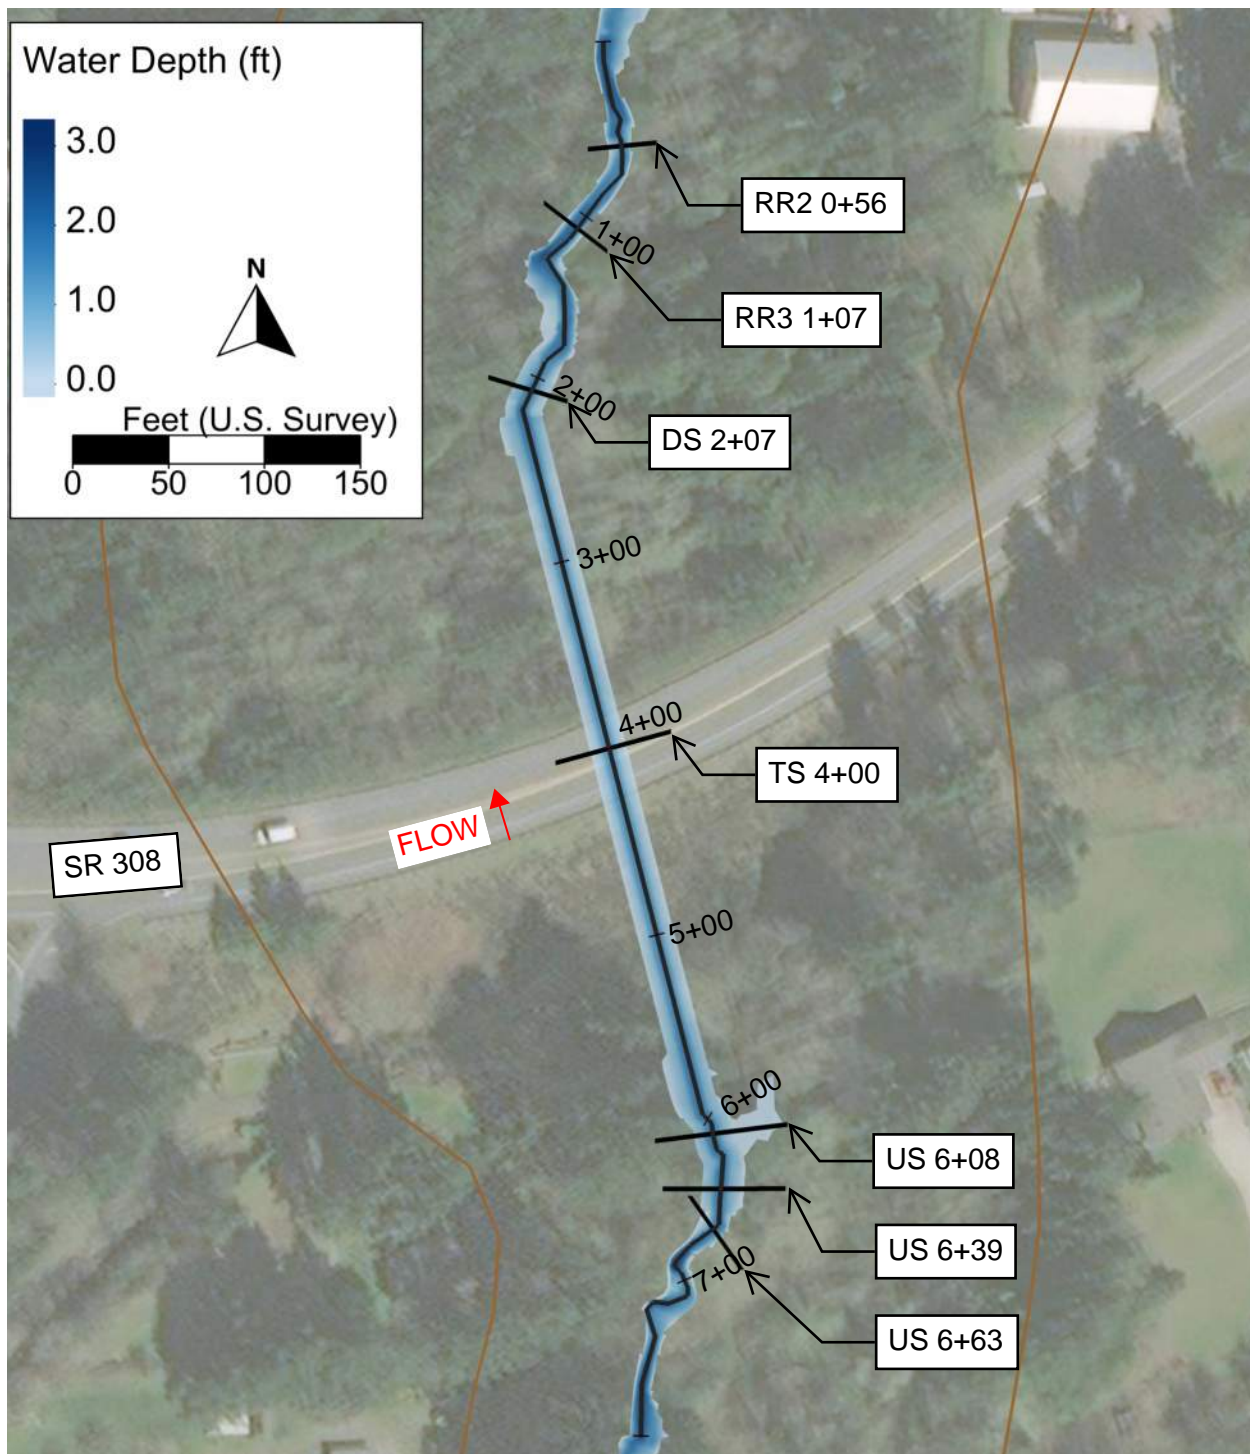 Water Depth (ft)
3.0
2.0
1.0
0.0
N
Feet (U.S. Survey)
0 50 100 150
RR2 0+56
1+00
RR3 1+07
2+00
DS 2+07
3+00
4+00
TS 4+00
FLOW
SR 308
5+00
6+00
US 6+08
US 6+39
7+00
US 6+63